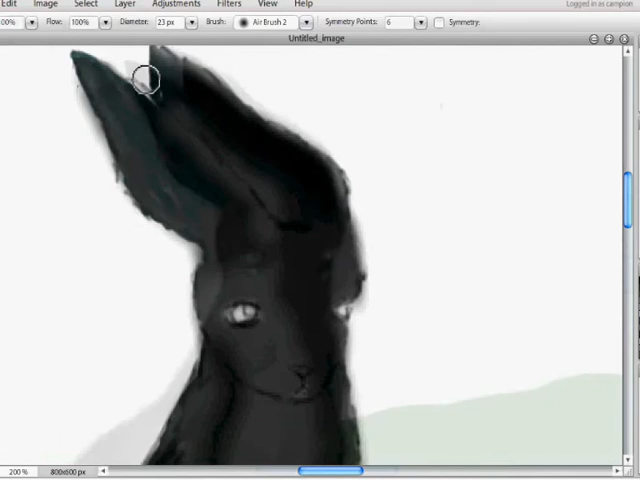 Edit Image Select Layer Adjustments Filters View Help
Logged in as campion
00% Flow: 100% Diameter: 23 px Brush: Air Brush 2 Symmetry Points: 6 Symmetry:
Untitled_image
200 % 800x600 px